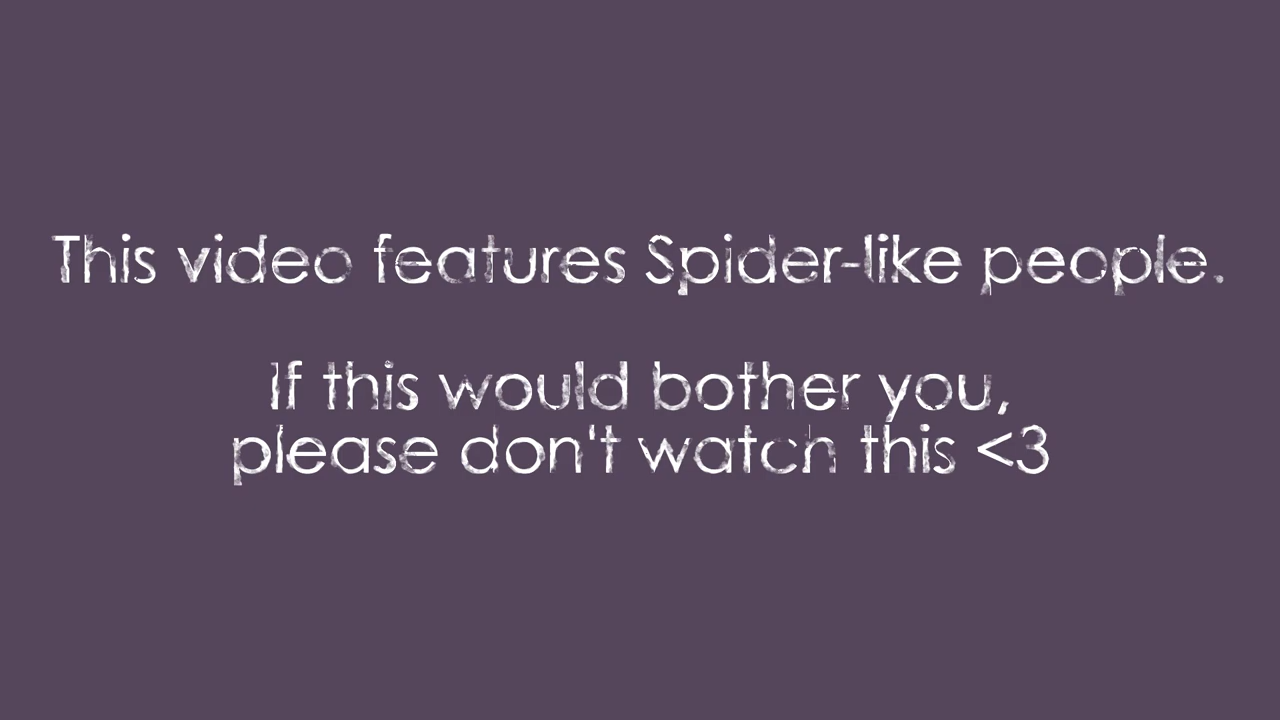 This video features Spider-like people.
If this would bother you,
please don't watch this <3